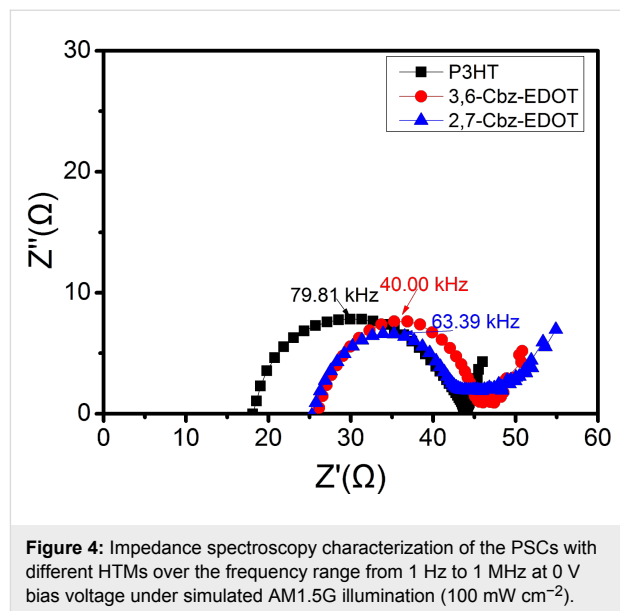 30
20
10
0
Z"(Ω)
P3HT
3,6-Cbz-EDOT
2,7-Cbz-EDOT
40.00 kHz
79.81 kHz
63.39 kHz
0 10 20 30 40 50 60
Z'(Ω)
Figure 4: Impedance spectroscopy characterization of the PSCs with
different HTMs over the frequency range from 1 Hz to 1 MHz at 0 V
bias voltage under simulated AM1.5G illumination (100 mW cm⁻²).